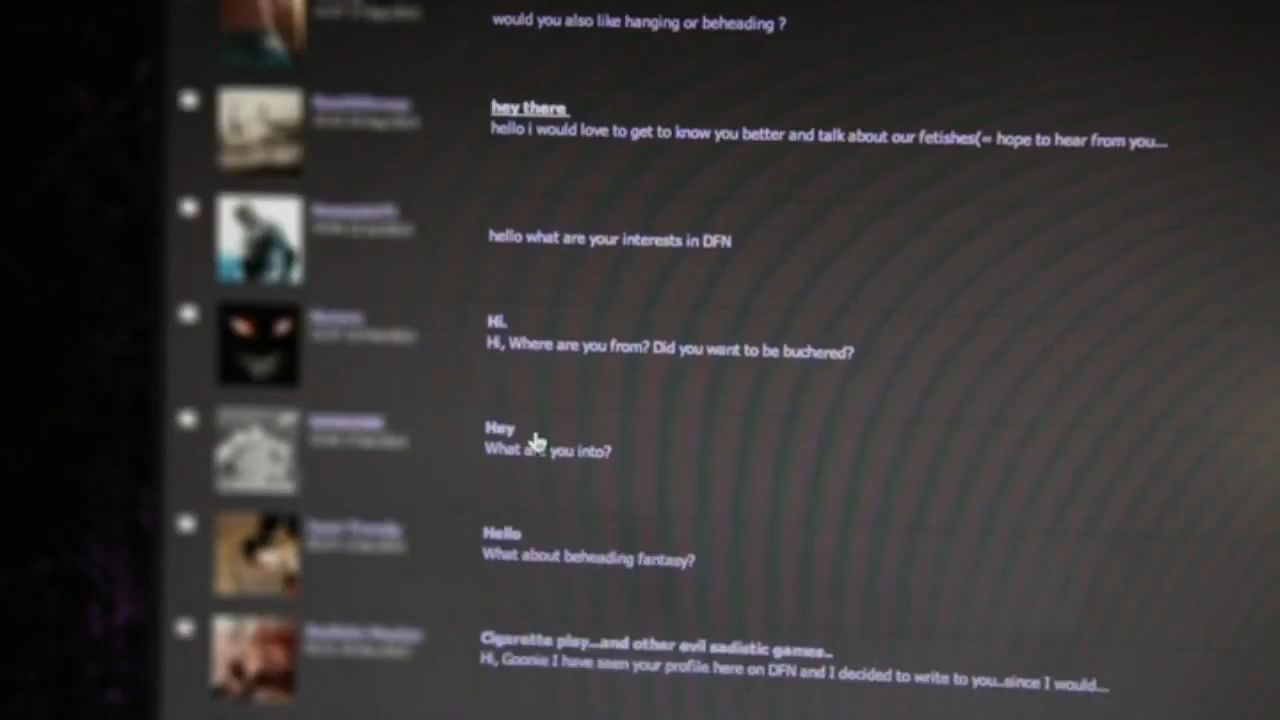 would you also like hanging or beheading ?
hey there
hello i would love to get to know you better and talk about our fetishes(= hope to hear from you...
hello what are your interests in DFN
Hi.
Hi, Where are you from? Did you want to be buchered?
Hey
What are you into?
Hello
What about beheading fantasy?
Cigarette play...and other evil sadistic games..
Hi, Goonie I have seen your profile here on DFN and I decided to write to you..since I would...